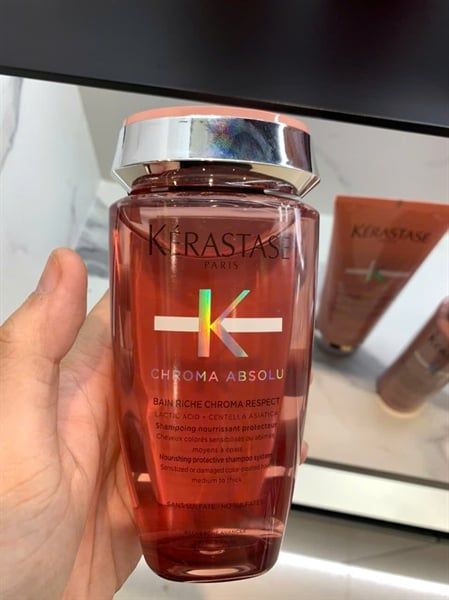 KÉRASTASE
PARIS
K
CHROMA ABSOLU
BAIN RICHE CHROMA RESPECT
LACTIC ACID + CENTELLA ASIATICA
Shampoing nourrissant protecteur
Cheveux colorés sensibilisés ou abîmés,
moyens à épais
Nourishing protective shampoo system
Sensitized or damaged color-treated hair,
medium to thick
SANS SULFATE · NO SULFATES
KÉRASTASE